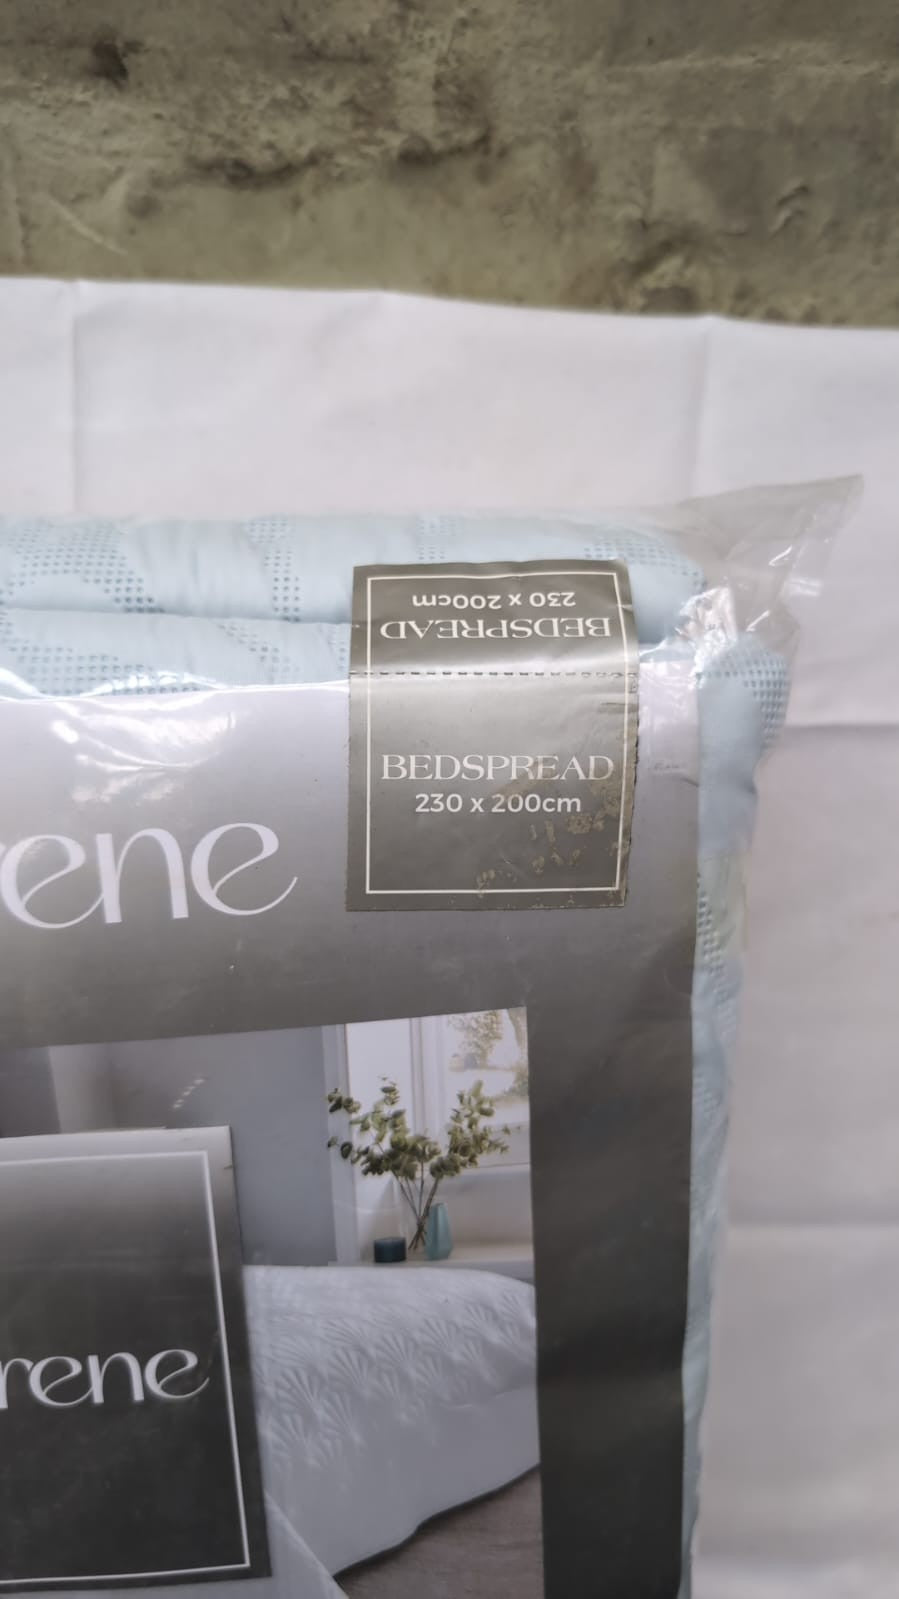 230 x 200cm
BEDSPREAD
BEDSPREAD
230 x 200cm
rene
rene